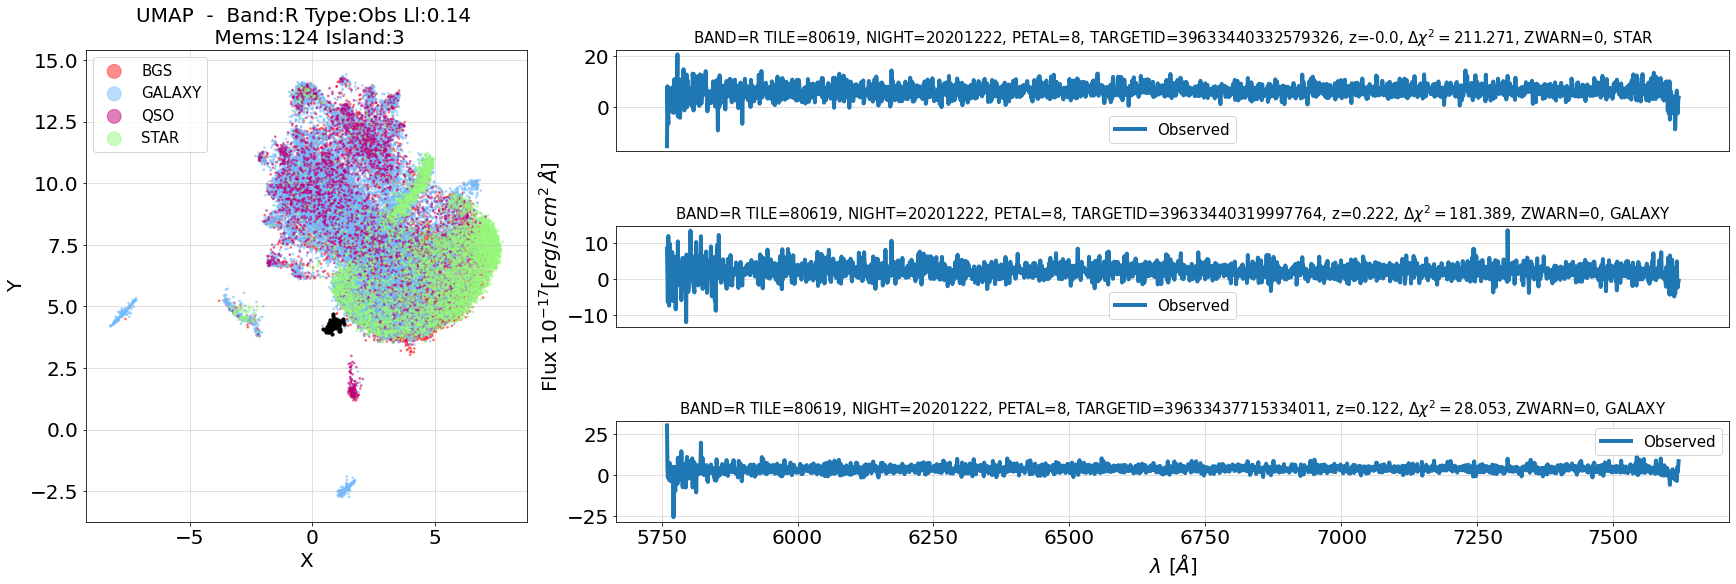 UMAP - Band:R Type:Obs Ll:0.14
Mems:124 Island:3
15.0
12.5
10.0
7.5
5.0
2.5
0.0
−2.5
Y
BGS
GALAXY
QSO
STAR
−5
0
5
X
Flux 10⁻¹⁷[erg/s cm² Å]
BAND=R TILE=80619, NIGHT=20201222, PETAL=8, TARGETID=39633440332579326, z=-0.0, Δχ² = 211.271, ZWARN=0, STAR
20
0
Observed
BAND=R TILE=80619, NIGHT=20201222, PETAL=8, TARGETID=39633440319997764, z=0.222, Δχ² = 181.389, ZWARN=0, GALAXY
10
0
−10
Observed
BAND=R TILE=80619, NIGHT=20201222, PETAL=8, TARGETID=39633437715334011, z=0.122, Δχ² = 28.053, ZWARN=0, GALAXY
25
0
−25
Observed
5750
6000
6250
6500
6750
7000
7250
7500
λ [Å]